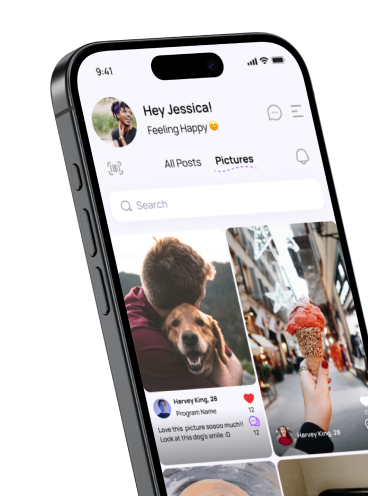 9:41
Hey Jessica!
Feeling Happy😊
All Posts Pictures
Search
Harvey King, 28
Program Name
12
Love this picture sooooo much!!
Look at this dog's smile :D
12
Harvey King, 28